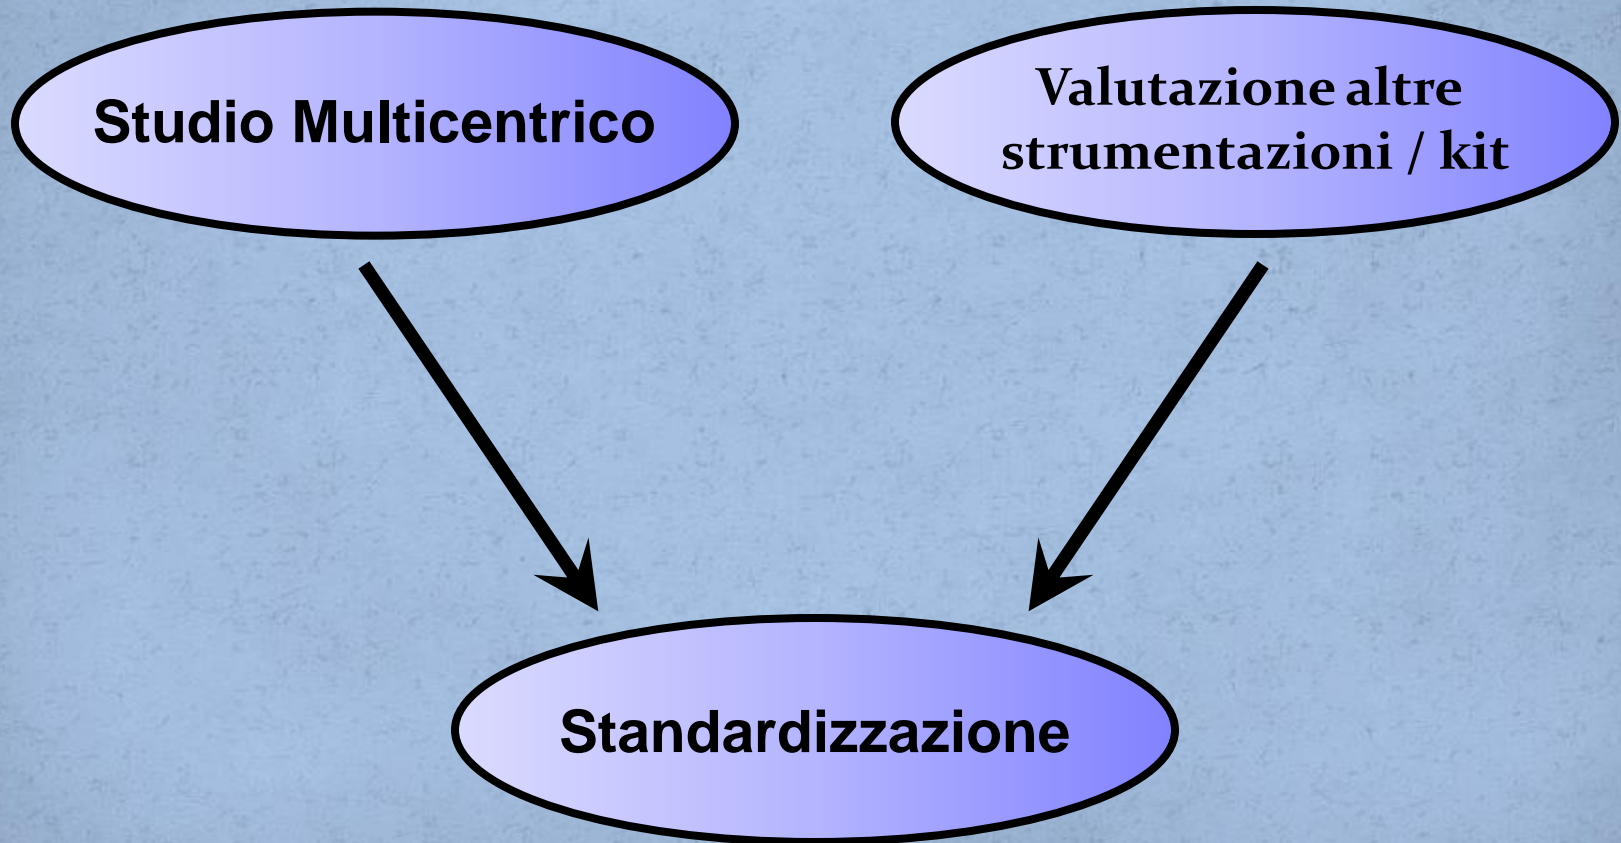 Studio Multicentrico
Valutazione altre
strumentazioni / kit
Standardizzazione